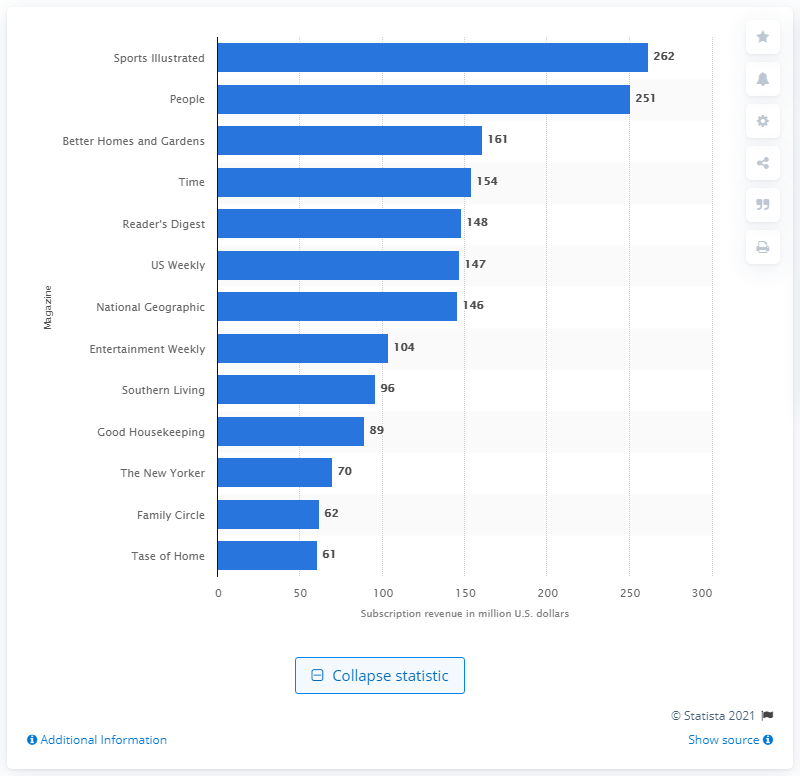 Sports Illustrated 262
People 251
Better Homes and Gardens 161
Time 154
Reader's Digest 148
US Weekly 147
National Geographic 146
Entertainment Weekly 104
Southern Living 96
Good Housekeeping 89
The New Yorker 70
Family Circle 62
Tase of Home 61
Magazine
0 50 100 150 200 250 300
Subscription revenue in million U.S. dollars
Collapse statistic
© Statista 2021
Additional Information
Show source